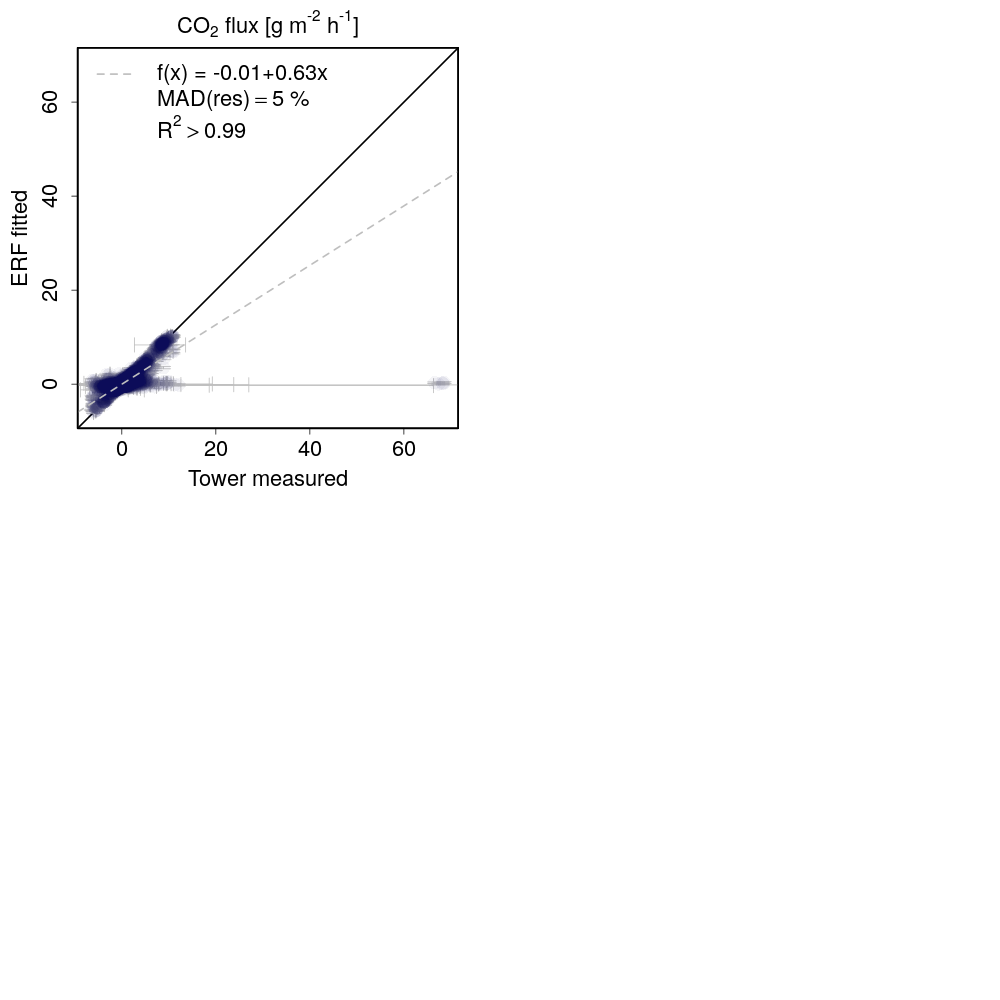 CO₂ flux [g m⁻² h⁻¹]
f(x) = -0.01+0.63x
MAD(res) = 5 %
R² > 0.99
60
40
20
0
ERF fitted
0 20 40 60
Tower measured